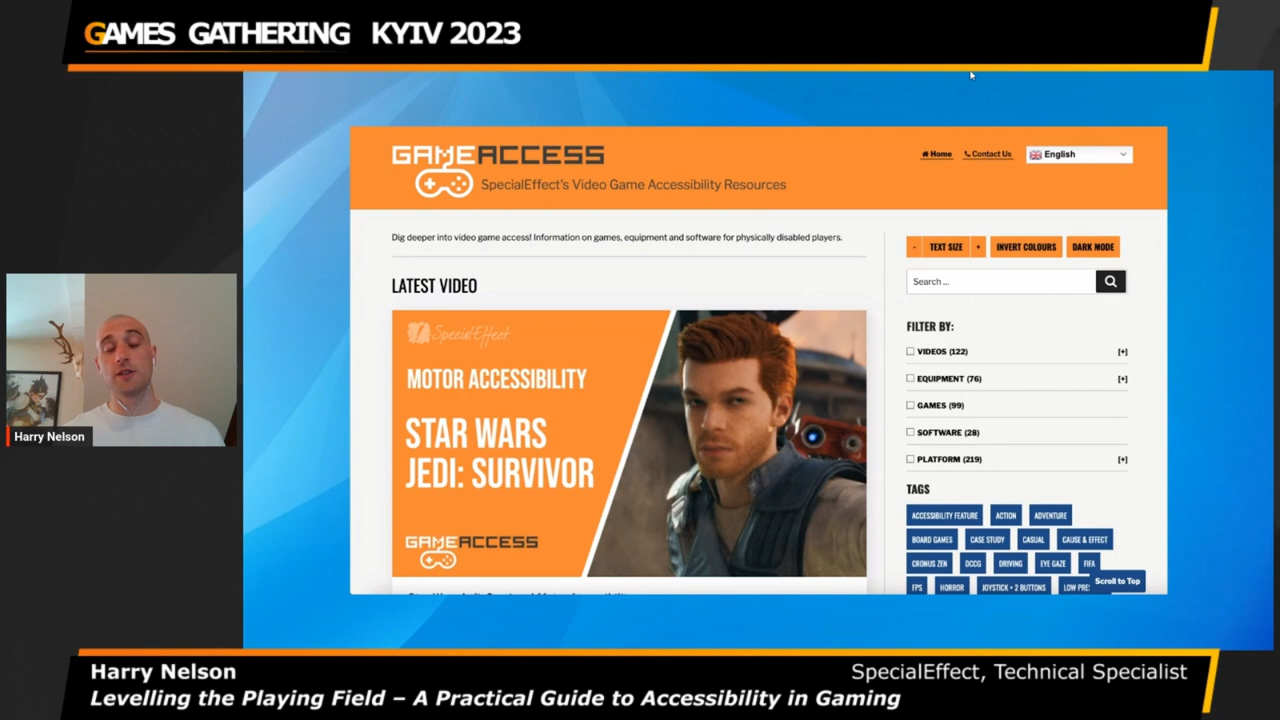 GAMES GATHERING KYIV 2023
GAMEACCESS
SpecialEffect's Video Game Accessibility Resources
Home
Contact Us
English
Dig deeper into video game access! Information on games, equipment and software for physically disabled players.
LATEST VIDEO
SpecialEffect
MOTOR ACCESSIBILITY
STAR WARS
JEDI: SURVIVOR
GAMEACCESS
- TEXT SIZE + INVERT COLOURS DARK MODE
Search ...
FILTER BY:
VIDEOS (122) [+]
EQUIPMENT (76) [+]
GAMES (99)
SOFTWARE (28)
PLATFORM (219) [+]
TAGS
ACCESSIBILITY FEATURE ACTION ADVENTURE
BOARD GAMES CASE STUDY CASUAL CAUSE & EFFECT
CRONUS ZEN DCCG DRIVING EYE GAZE FIFA
FPS HORROR JOYSTICK + 2 BUTTONS LOW
Scroll to Top
Harry Nelson
Harry Nelson
SpecialEffect, Technical Specialist
Levelling the Playing Field – A Practical Guide to Accessibility in Gaming